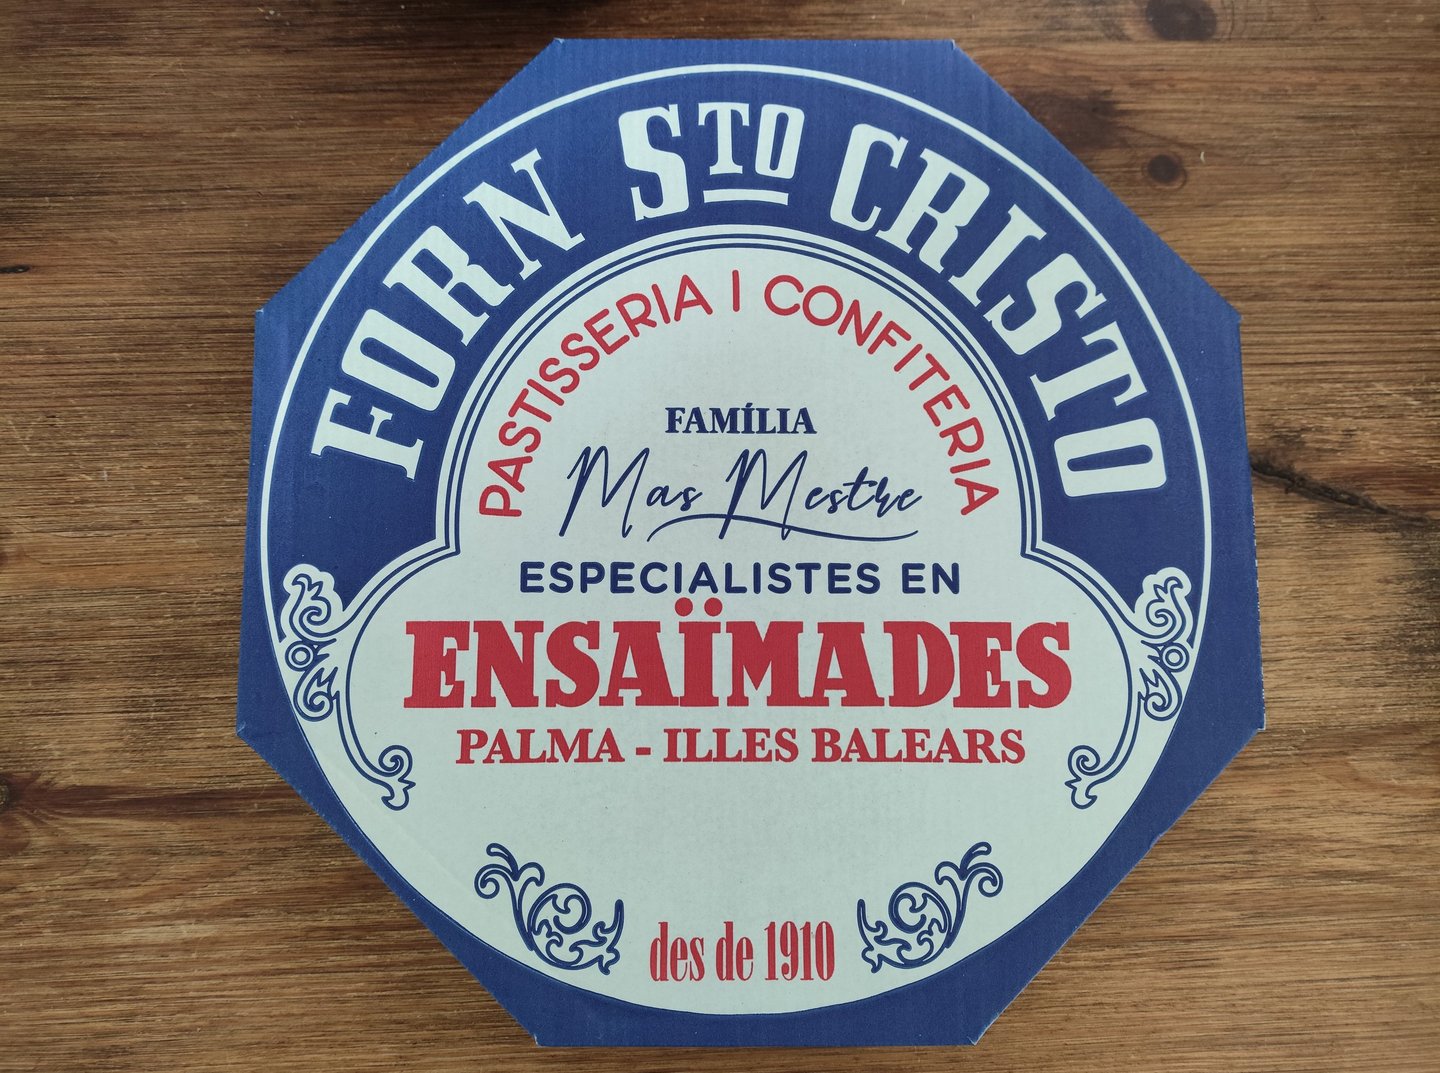 FORN STO CRISTO
PASTISSERIA I CONFITERIA
FAMÍLIA
Mas Mestre
ESPECIALISTES EN
ENSAÏMADES
PALMA - ILLES BALEARS
des de 1910